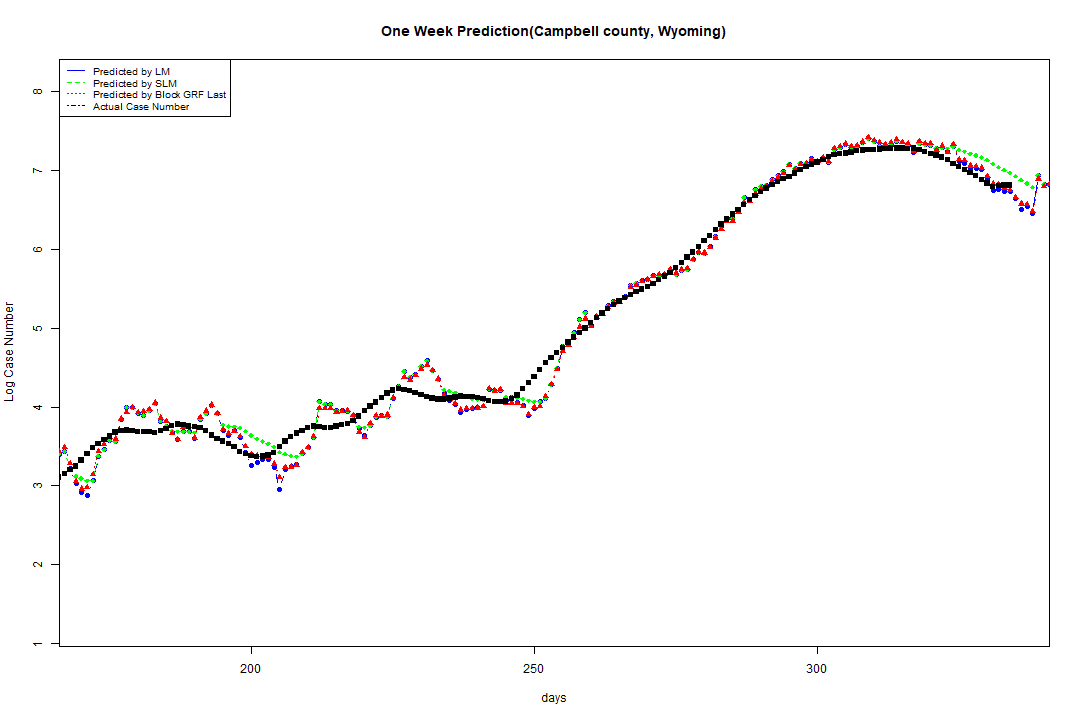 One Week Prediction(Campbell county, Wyoming)
Predicted by LM
Predicted by SLM
Predicted by Block GRF Last
Actual Case Number
8
7
6
5
4
3
2
1
Log Case Number
200
250
300
days